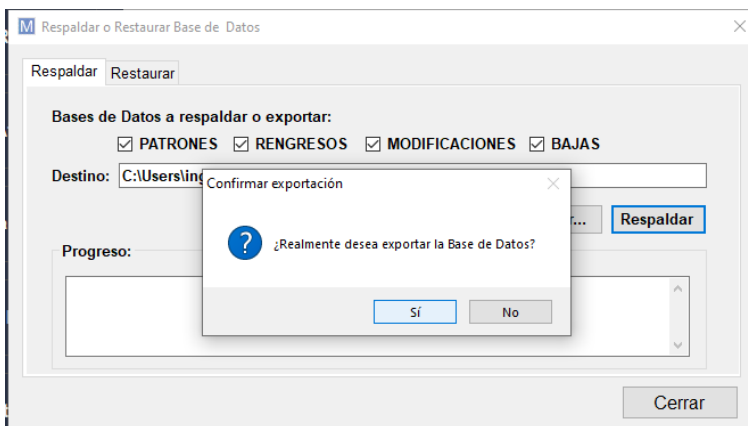 M Respaldar o Restaurar Base de Datos
Respaldar Restaurar
Bases de Datos a respaldar o exportar:
PATRONES RENGRESOS MODIFICACIONES BAJAS
Destino: C:\Users\ing
Confirmar exportación
¿Realmente desea exportar la Base de Datos?
Sí No
... Respaldar
Progreso:
Cerrar